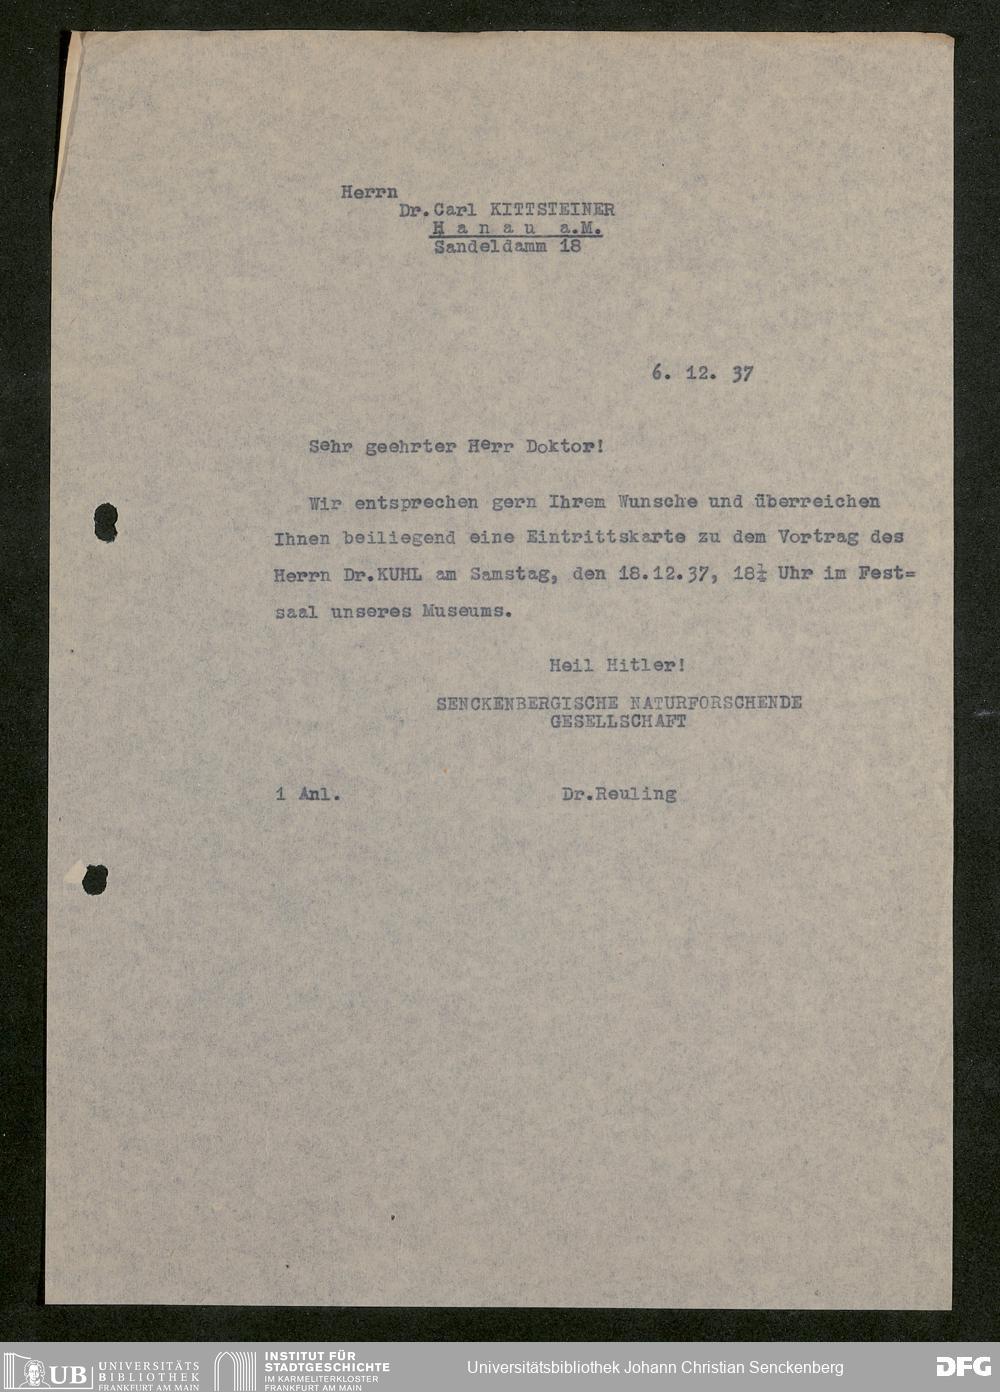 Herrn
Dr.Carl KITTSTEINER
H a n a u  a.M.
Sandeldamm 18
6. 12. 37
Sehr geehrter Herr Doktor!
Wir entsprechen gern Ihrem Wunsche und überreichen
Ihnen beiliegend eine Eintrittskarte zu dem Vortrag des
Herrn Dr.KUHL am Samstag, den 18.12.37, 18½ Uhr im Fest=
saal unseres Museums.
Heil Hitler!
SENCKENBERGISCHE NATURFORSCHENDE
GESELLSCHAFT
1 Anl.
Dr.Reuling
UB UNIVERSITÄTS
BIBLIOTHEK
FRANKFURT AM MAIN
INSTITUT FÜR
STADTGESCHICHTE
IM KARMELITERKLOSTER
FRANKFURT AM MAIN
Universitätsbibliothek Johann Christian Senckenberg
DFG